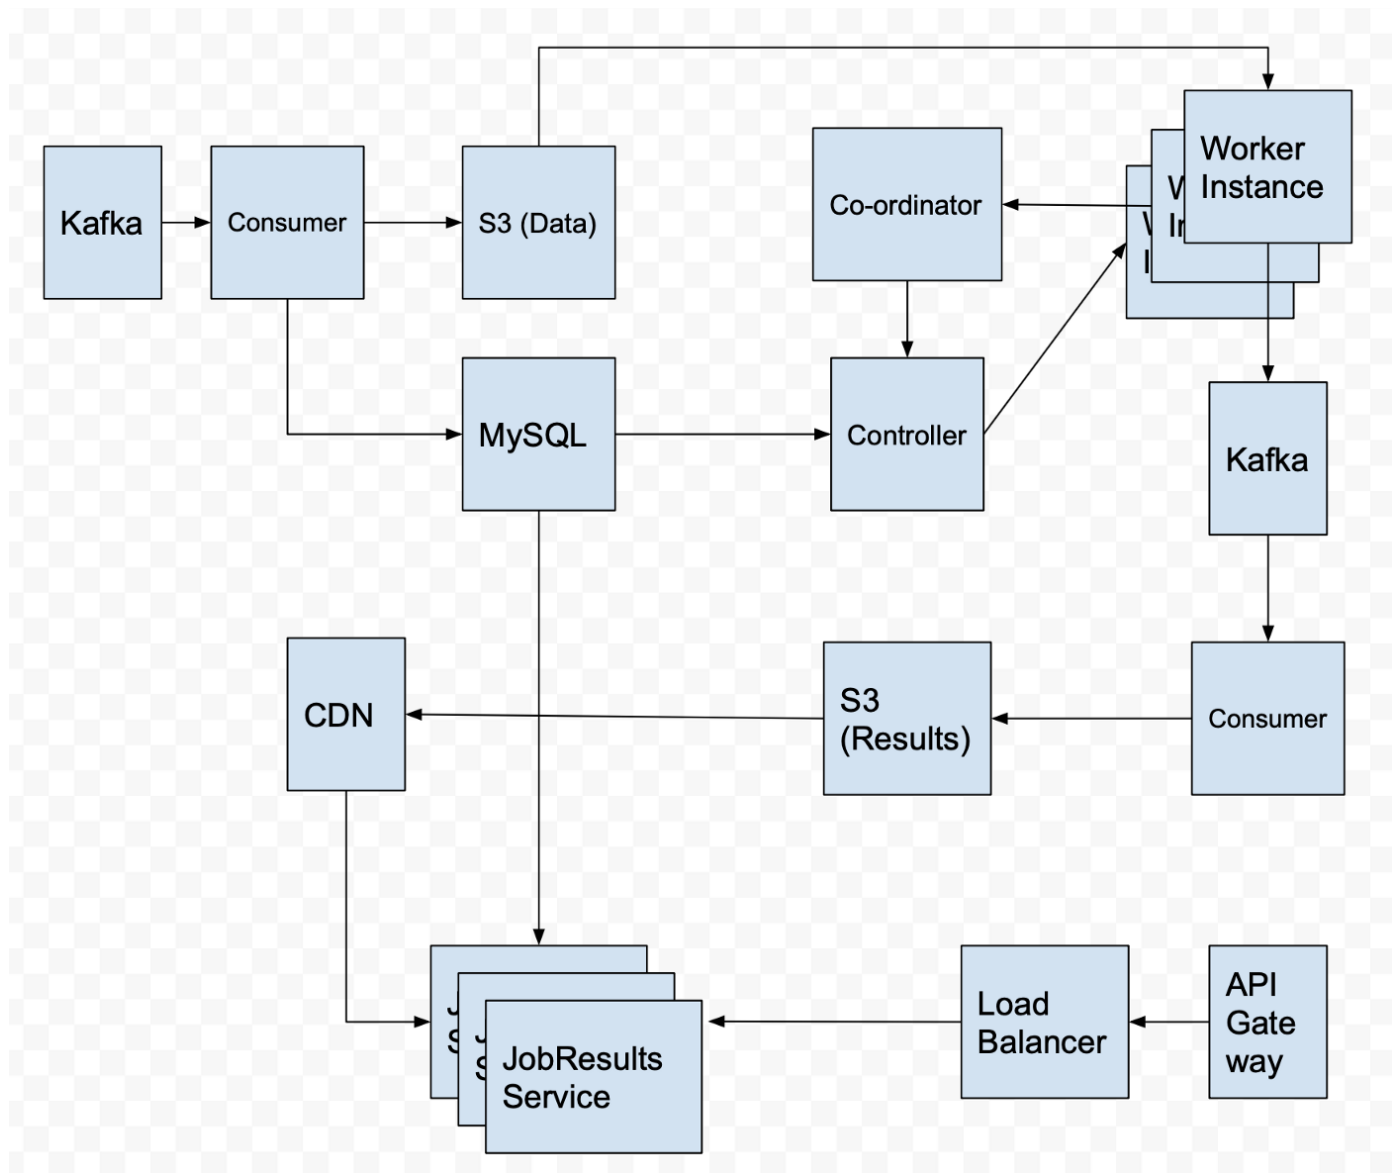 Kafka
Consumer
S3 (Data)
Co-ordinator
Worker
Instance
MySQL
Controller
Kafka
CDN
S3
(Results)
Consumer
JobResults
Service
Load
Balancer
API
Gate
way